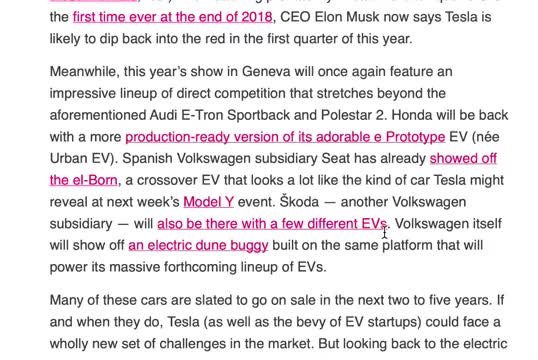 the first time ever at the end of 2018, CEO Elon Musk now says Tesla is
likely to dip back into the red in the first quarter of this year.
Meanwhile, this year’s show in Geneva will once again feature an
impressive lineup of direct competition that stretches beyond the
aforementioned Audi E-Tron Sportback and Polestar 2. Honda will be back
with a more production-ready version of its adorable e Prototype EV (née
Urban EV). Spanish Volkswagen subsidiary Seat has already showed off
the el-Born, a crossover EV that looks a lot like the kind of car Tesla might
reveal at next week’s Model Y event. Škoda — another Volkswagen
subsidiary — will also be there with a few different EVs. Volkswagen itself
will show off an electric dune buggy built on the same platform that will
power its massive forthcoming lineup of EVs.
Many of these cars are slated to go on sale in the next two to five years. If
and when they do, Tesla (as well as the bevy of EV startups) could face a
wholly new set of challenges in the market. But looking back to the electric